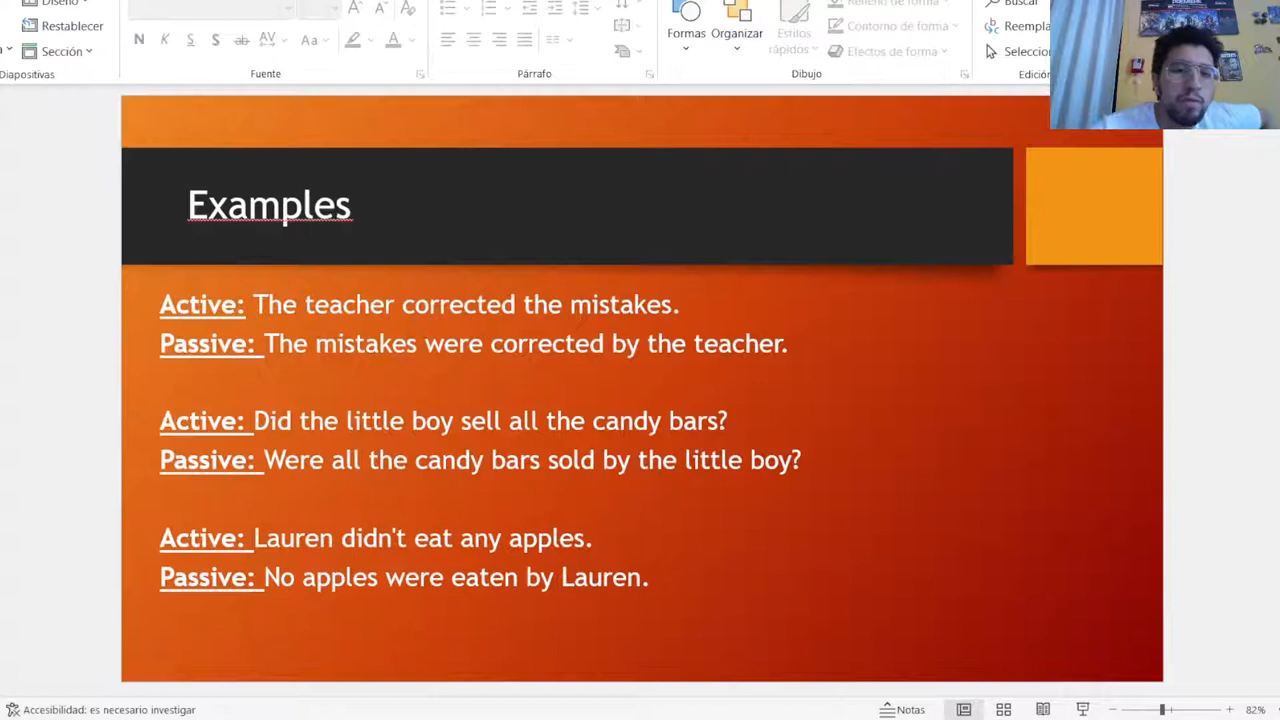 Diseño
Restablecer
Sección
Diapositivas
N K S S ab AV Aa A
Fuente
Párrafo
Formas
Organizar
Estilos
rápidos
Relleno de forma
Contorno de forma
Efectos de forma
Dibujo
Buscar
Edición
Examples
Active: The teacher corrected the mistakes.
Passive: The mistakes were corrected by the teacher.
Active: Did the little boy sell all the candy bars?
Passive: Were all the candy bars sold by the little boy?
Active: Lauren didn't eat any apples.
Passive: No apples were eaten by Lauren.
Accesibilidad: es necesario investigar
Notas
82%